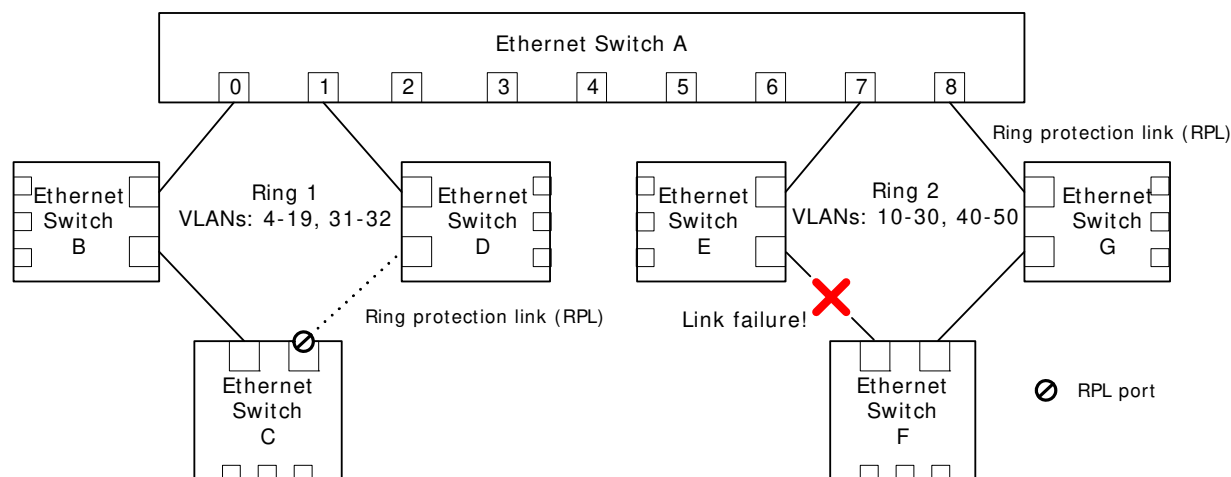 Ethernet Switch A
0 1 2 3 4 5 6 7 8
Ring protection link (RPL)
Ethernet
Switch
B
Ring 1
VLANs: 4-19, 31-32
Ethernet
Switch
D
Ethernet
Switch
E
Ring 2
VLANs: 10-30, 40-50
Ethernet
Switch
G
Ring protection link (RPL)
Link failure!
Ethernet
Switch
C
Ethernet
Switch
F
RPL port